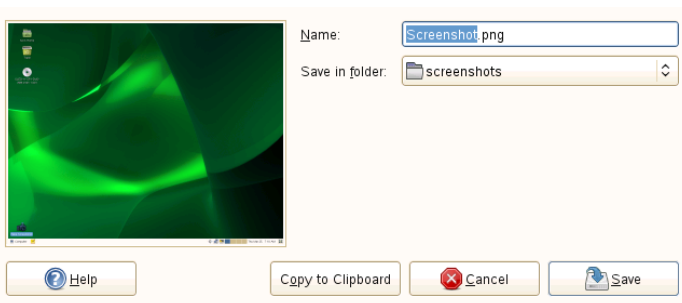 Name:
Screenshot.png
Save in folder:
screenshots
Help
Copy to Clipboard
Cancel
Save